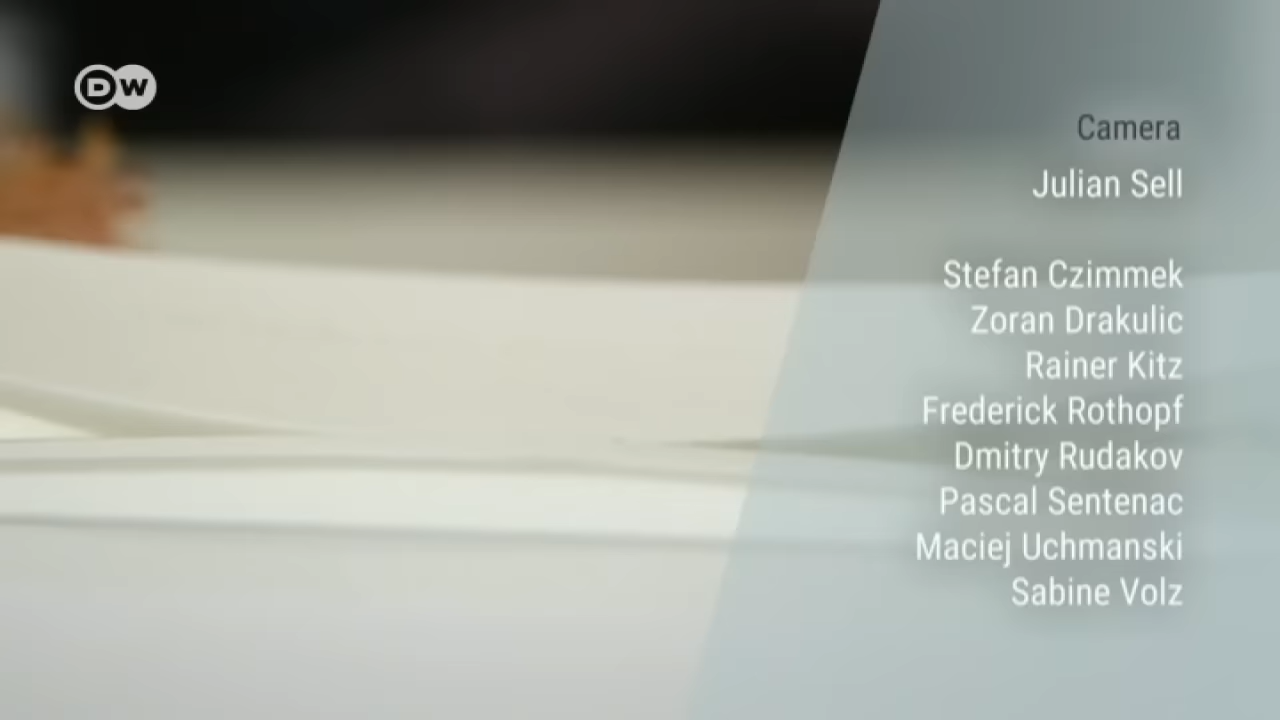 DW
Camera
Julian Sell
Stefan Czimmek
Zoran Drakulic
Rainer Kitz
Frederick Rothopf
Dmitry Rudakov
Pascal Sentenac
Maciej Uchmanski
Sabine Volz